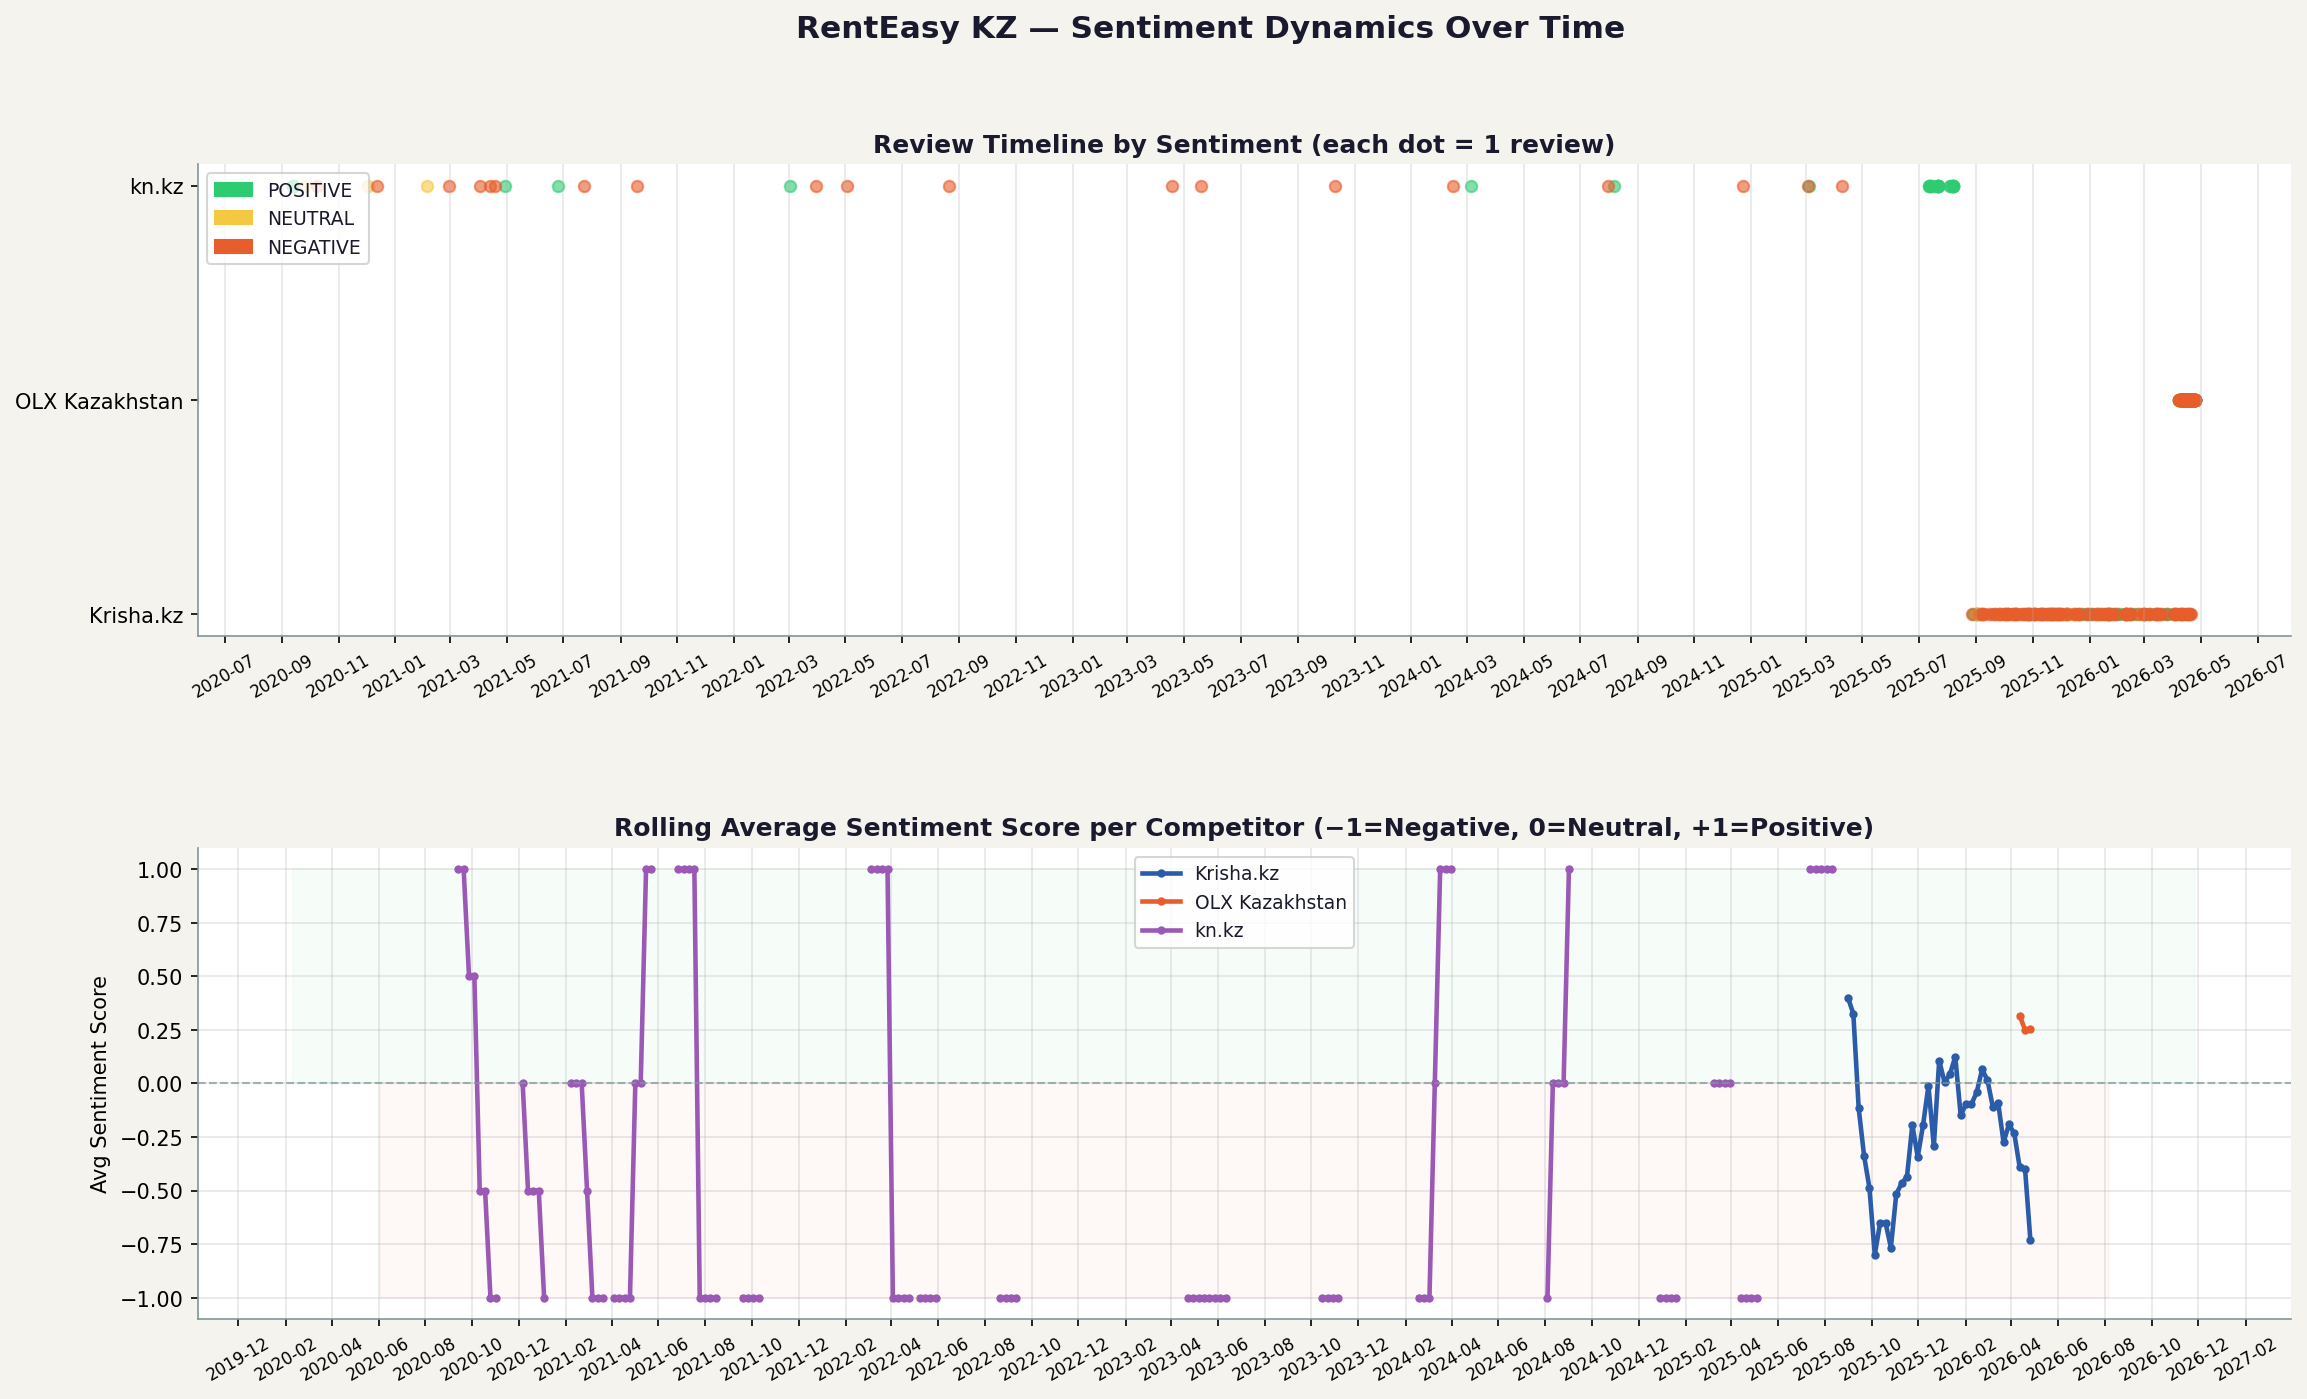 RentEasy KZ — Sentiment Dynamics Over Time
Review Timeline by Sentiment (each dot = 1 review)
kn.kz
OLX Kazakhstan
Krisha.kz
POSITIVE
NEUTRAL
NEGATIVE
2020-07 2020-09 2020-11 2021-01 2021-03 2021-05 2021-07 2021-09 2021-11 2022-01 2022-03 2022-05 2022-07 2022-09 2022-11 2023-01 2023-03 2023-05 2023-07 2023-09 2023-11 2024-01 2024-03 2024-05 2024-07 2024-09 2024-11 2025-01 2025-03 2025-05 2025-07 2025-09 2025-11 2026-01 2026-03 2026-05 2026-07
Rolling Average Sentiment Score per Competitor (−1=Negative, 0=Neutral, +1=Positive)
Avg Sentiment Score
1.00
0.75
0.50
0.25
0.00
−0.25
−0.50
−0.75
−1.00
Krisha.kz
OLX Kazakhstan
kn.kz
2019-12 2020-02 2020-04 2020-06 2020-08 2020-10 2020-12 2021-02 2021-04 2021-06 2021-08 2021-10 2021-12 2022-02 2022-04 2022-06 2022-08 2022-10 2022-12 2023-02 2023-04 2023-06 2023-08 2023-10 2023-12 2024-02 2024-04 2024-06 2024-08 2024-10 2024-12 2025-02 2025-04 2025-06 2025-08 2025-10 2025-12 2026-02 2026-04 2026-06 2026-08 2026-10 2026-12 2027-02